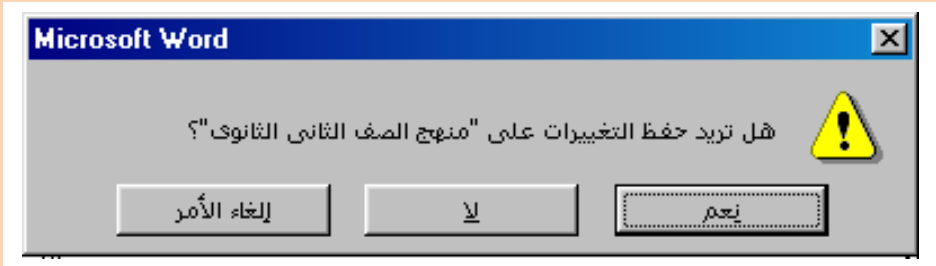 Microsoft Word
هل تريد حفظ التغييرات على "منهج الصف الثانى الثانوى"؟
نعم
لا
إلغاء الأمر